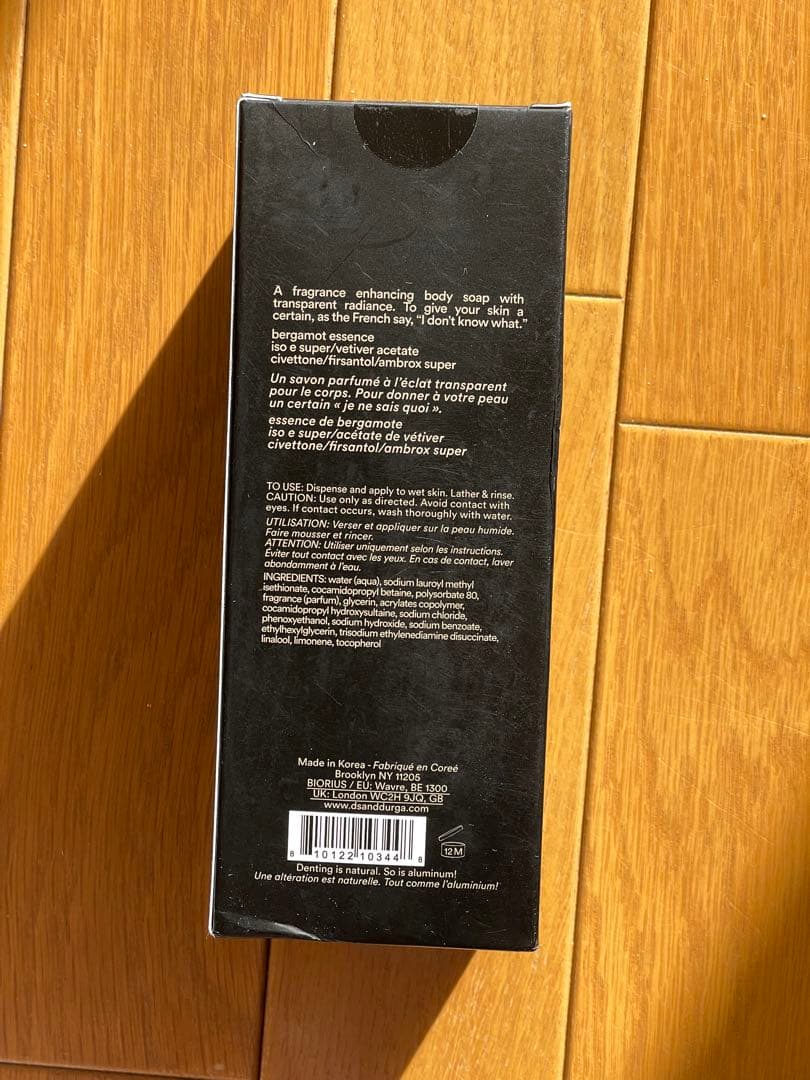 A fragrance enhancing body soap with
transparent radiance. To give your skin a
certain, as the French say, “I don't know what.”
bergamot essence
iso e super/vetiver acetate
civettone/firsantol/ambrox super
Un savon parfumé à l'éclat transparent
pour le corps. Pour donner à votre peau
un certain « je ne sais quoi ».
essence de bergamote
iso e super/acétate de vétiver
civettone/firsantol/ambrox super
TO USE: Dispense and apply to wet skin. Lather & rinse.
CAUTION: Use only as directed. Avoid contact with
eyes. If contact occurs, wash thoroughly with water.
UTILISATION: Verser et appliquer sur la peau humide.
Faire mousser et rincer.
ATTENTION: Utiliser uniquement selon les instructions.
Éviter tout contact avec les yeux. En cas de contact, laver
abondamment à l'eau.
INGREDIENTS: water (aqua), sodium lauroyl methyl
isethionate, cocamidopropyl betaine, polysorbate 80,
fragrance (parfum), glycerin, acrylates copolymer,
cocamidopropyl hydroxysultaine, sodium chloride,
phenoxyethanol, sodium hydroxide, sodium benzoate,
ethylhexylglycerin, trisodium ethylenediamine disuccinate,
linalool, limonene, tocopherol
Made in Korea - Fabriqué en Coreé
Brooklyn NY 11205
BIORIUS / EU: Wavre, BE 1300
UK: London WC2H 9JQ, GB
www.dsanddurga.com
8 10122 10344 8
12 M
Denting is natural. So is aluminum!
Une altération est naturelle. Tout comme l'aluminium!